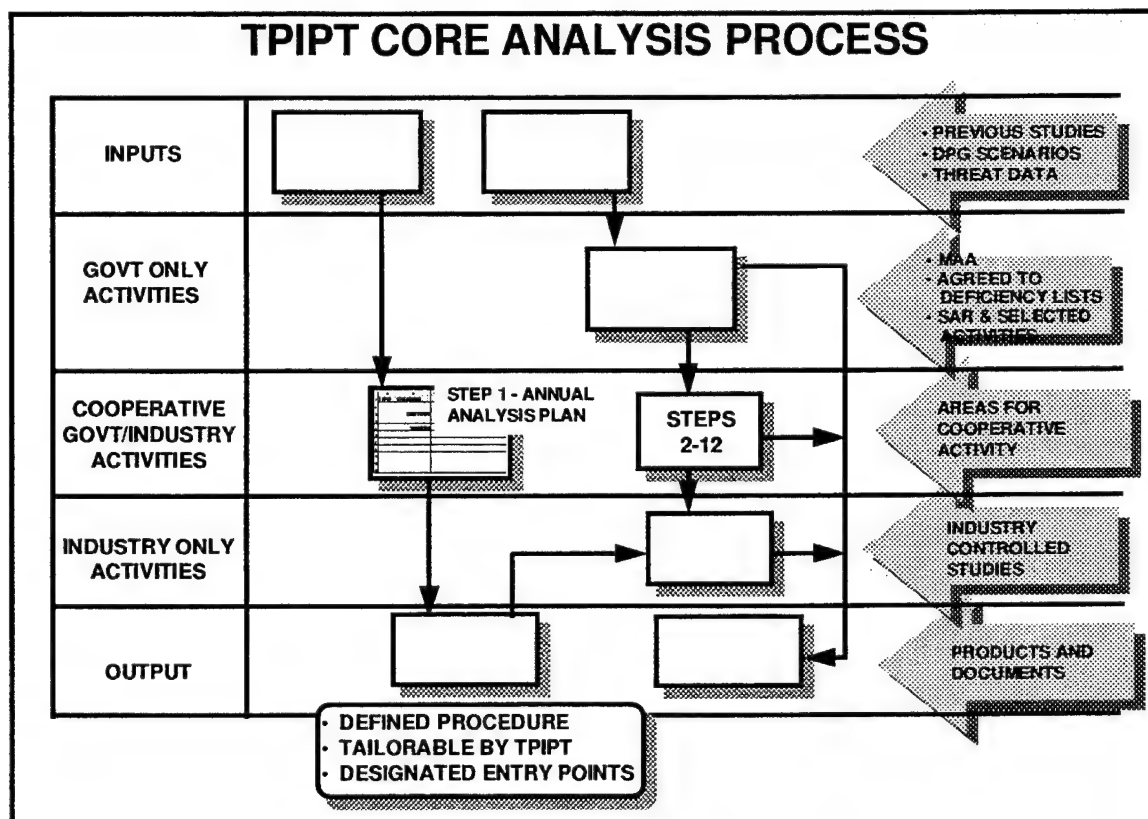 TPIPT CORE ANALYSIS PROCESS
INPUTS
• PREVIOUS STUDIES
• DPG SCENARIOS
• THREAT DATA
GOVT ONLY
ACTIVITIES
• MAA
• AGREED TO
DEFICIENCY LISTS
• SAR & SELECTED
ACTIVITIES
COOPERATIVE
GOVT/INDUSTRY
ACTIVITIES
STEP 1 - ANNUAL
ANALYSIS PLAN
STEPS
2-12
AREAS FOR
COOPERATIVE
ACTIVITY
INDUSTRY ONLY
ACTIVITIES
INDUSTRY
CONTROLLED
STUDIES
OUTPUT
PRODUCTS AND
DOCUMENTS
• DEFINED PROCEDURE
• TAILORABLE BY TPIPT
• DESIGNATED ENTRY POINTS